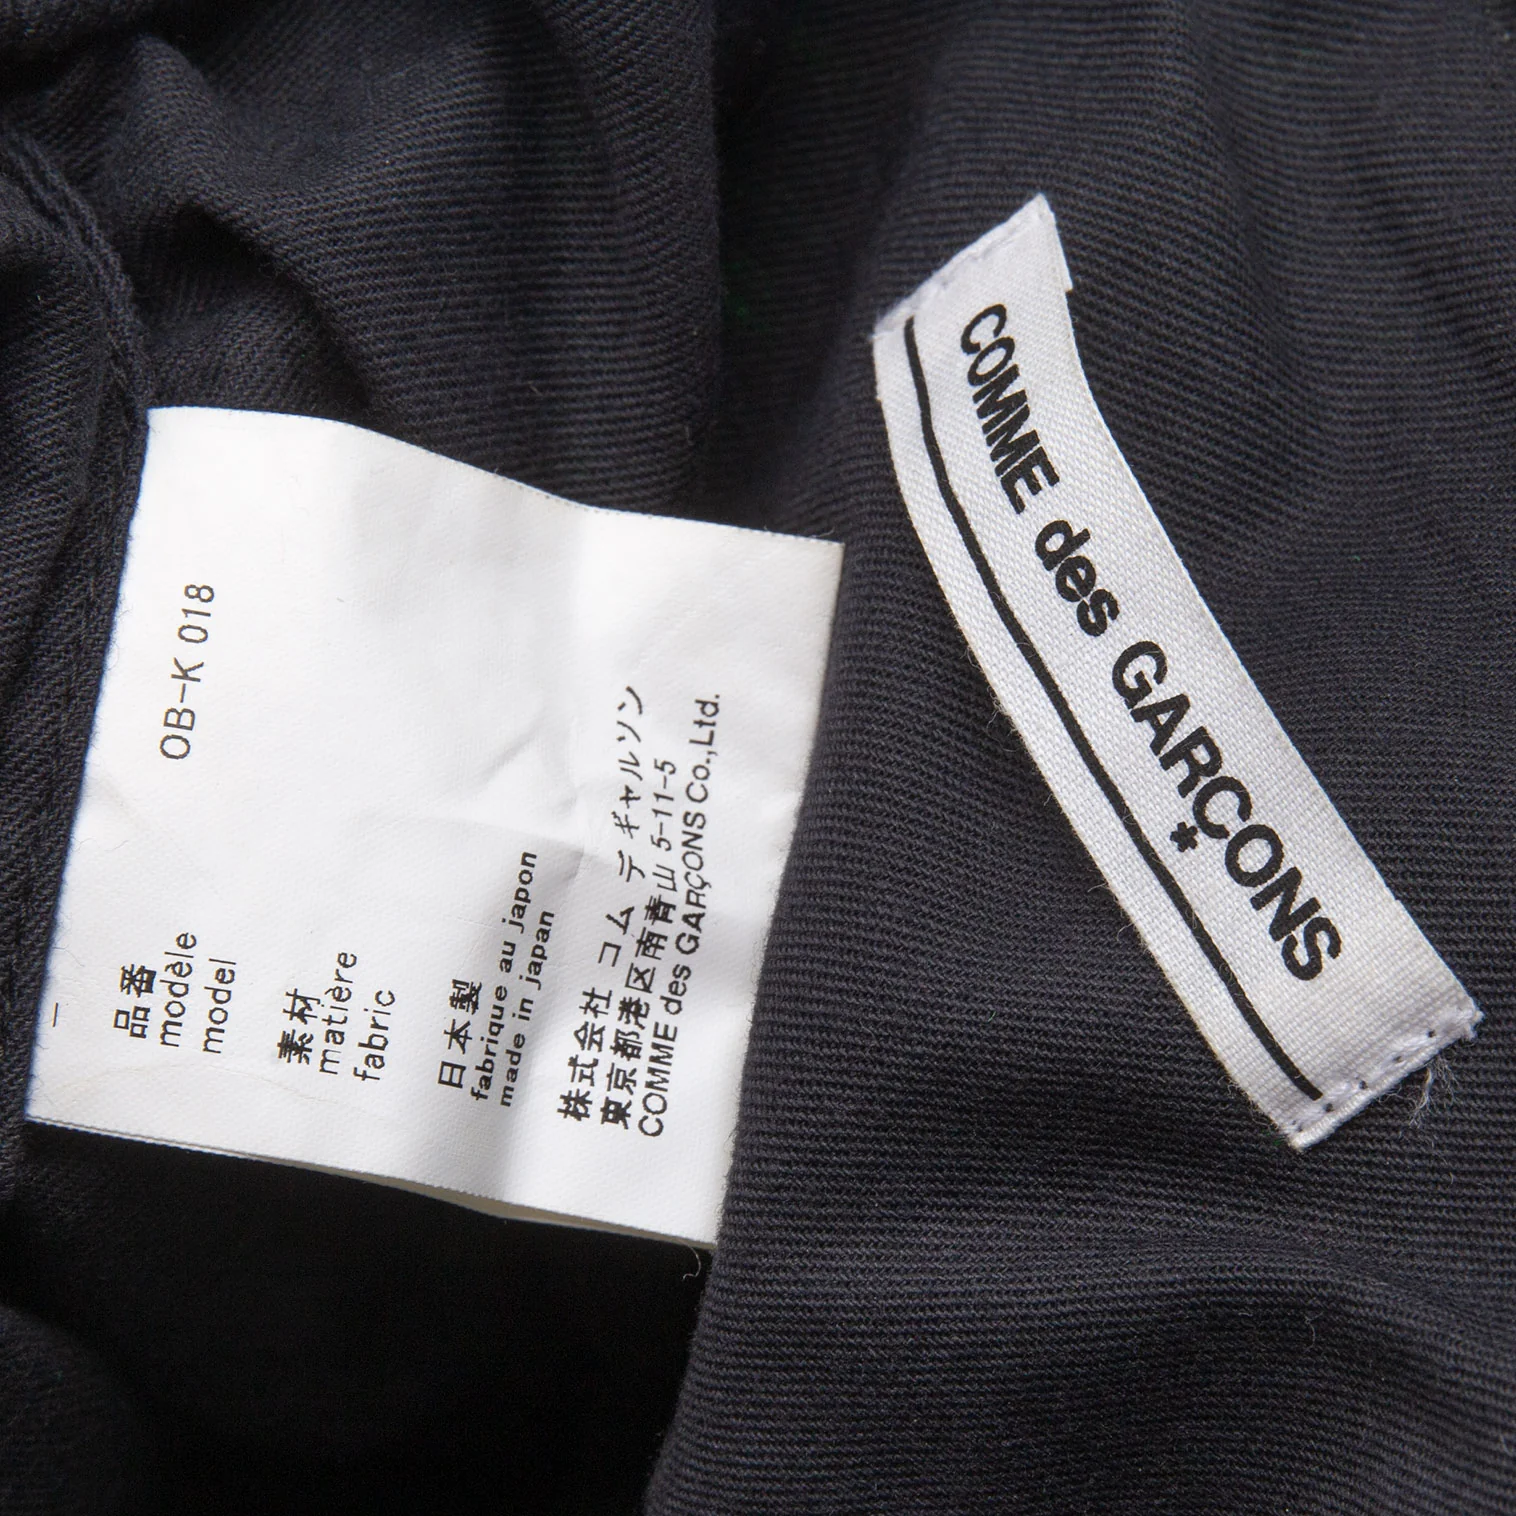 品番 OB-K 018
modèle
model
素材
matière
fabric
日本製
fabrique au japon
made in japan
株式会社 コム デ ギャルソン
東京都港区南青山 5-11-5
COMME des GARÇONS Co.,Ltd.
COMME des GARÇONS